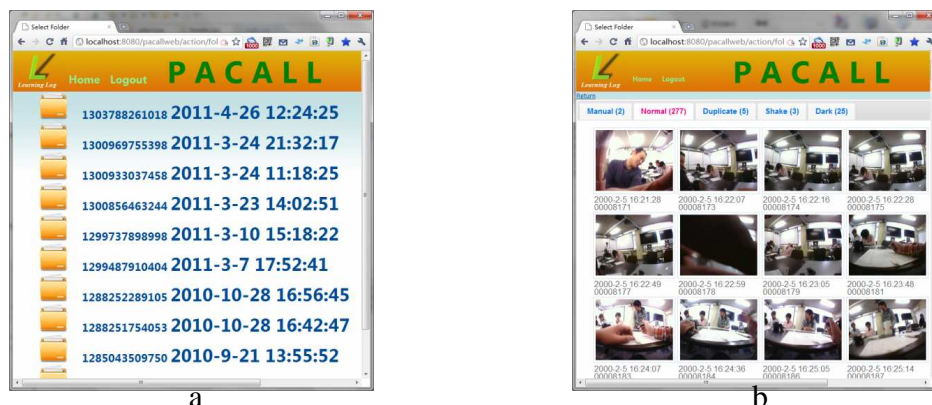 Select Folder
localhost:8080/pacallweb/action/fol
1000
Learning Log
Home Logout
PACALL
1303788261018 2011-4-26 12:24:25
1300969755398 2011-3-24 21:32:17
1300933037458 2011-3-24 11:18:25
1300856463244 2011-3-23 14:02:51
1299737898998 2011-3-10 15:18:22
1299487910404 2011-3-7 17:52:41
1288252289105 2010-10-28 16:56:45
1288251754053 2010-10-28 16:42:47
1285043509750 2010-9-21 13:55:52
a
Select Folder
localhost:8080/pacallweb/action/fol
1000
Learning Log
Home Logout
PACALL
Return
Manual (2) Normal (277) Duplicate (5) Shake (3) Dark (25)
2000-2-5 16:21:28 2000-2-5 16:22:07 2000-2-5 16:22:16 2000-2-5 16:22:28
00008171 00008173 00008174 00008175
2000-2-5 16:22:49 2000-2-5 16:22:59 2000-2-5 16:23:05 2000-2-5 16:23:48
00008177 00008178 00008179 00008181
2000-2-5 16:24:07 2000-2-5 16:24:36 2000-2-5 16:25:05 2000-2-5 16:25:14
00008183 00008184 00008186 00008187
b